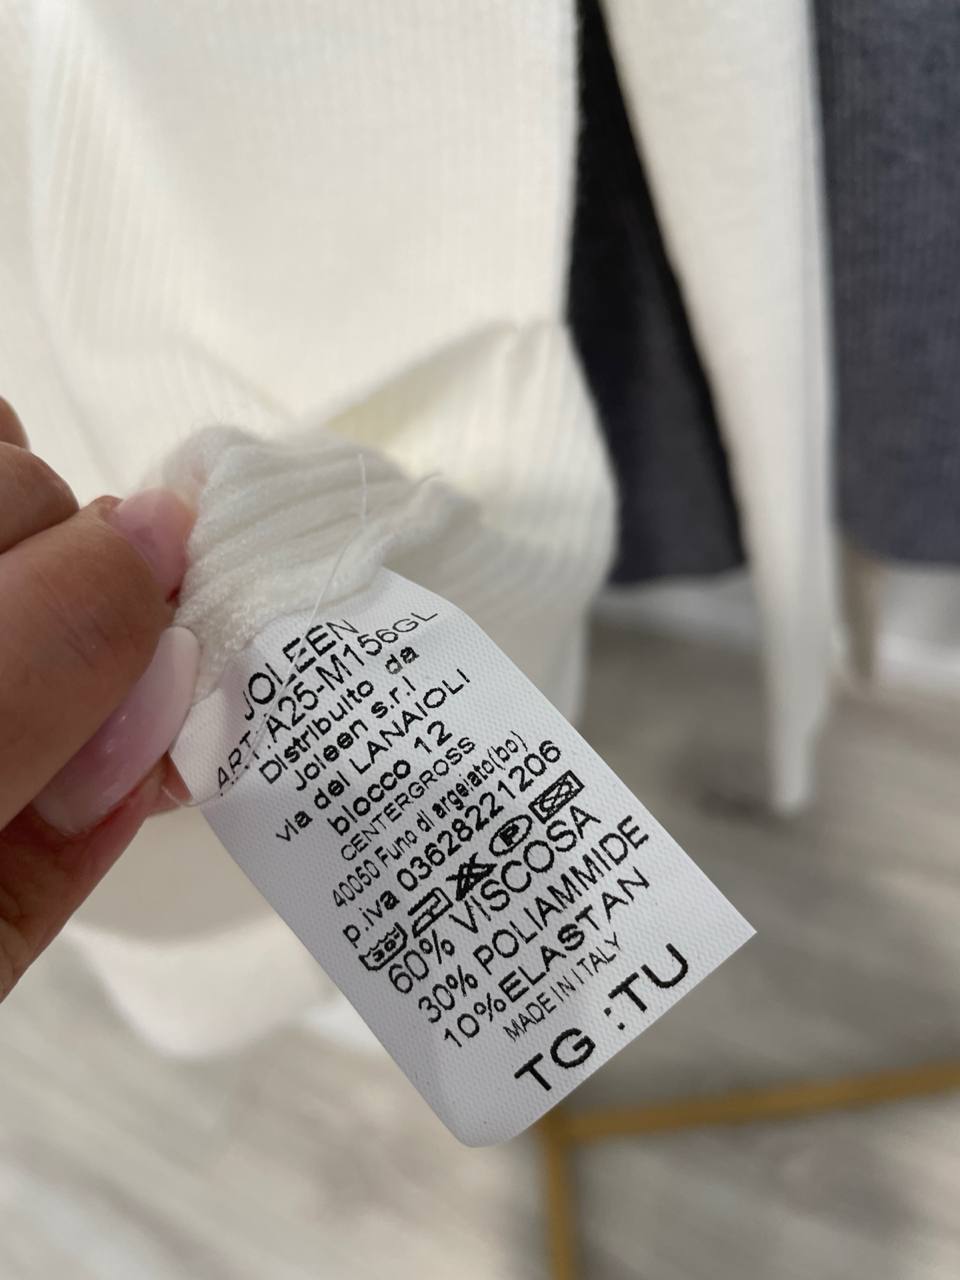 JOLEEN
ART.A25-M156GL
Distribuito da
Joleen s.r.l
via dei LANAIOLI
blocco 12
CENTERGROSS
40050 Funo di argelato(bo)
p.iva 03628221206
P
60% VISCOSA
30% POLIAMMIDE
10%ELASTAN
MADE IN ITALY
TG :TU